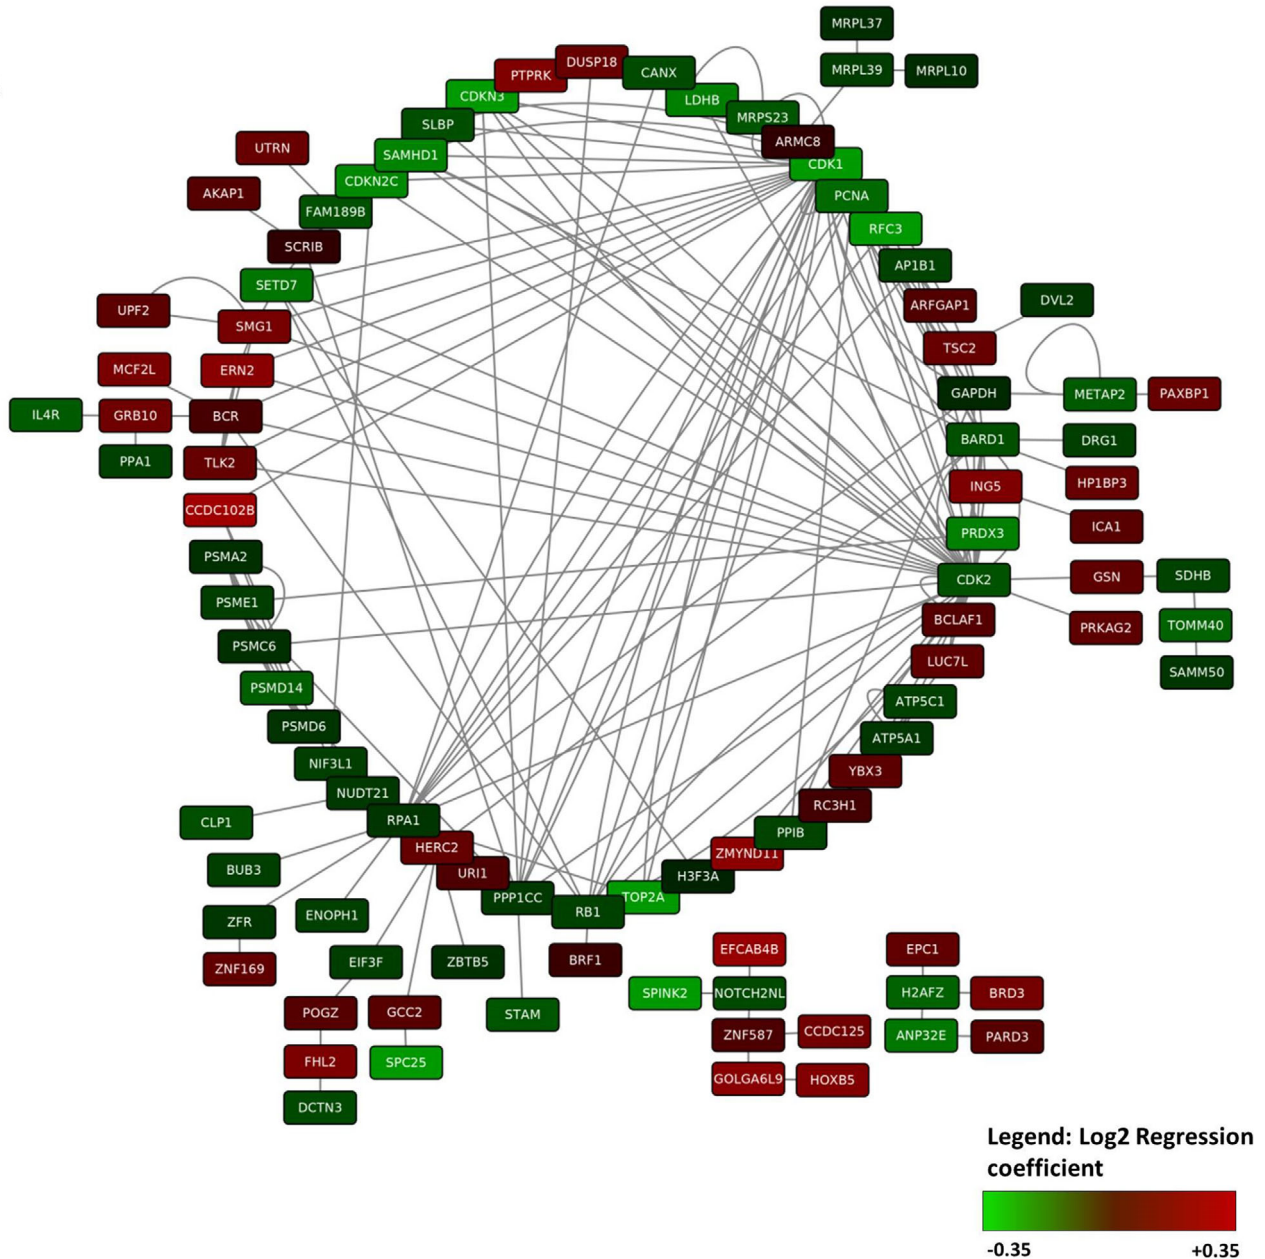 MRPL37
DUSP18
PTPRK
CANX
MRPL39
MRPL10
CDKN3
LDHB
SLBP
MRPS23
ARMC8
UTRN
SAMHD1
CDK1
CDKN2C
AKAP1
PCNA
FAM189B
RFC3
SCRIB
AP1B1
SETD7
DVL2
ARFGAP1
UPF2
SMG1
TSC2
MCF2L
ERN2
GAPDH
METAP2
PAXBP1
IL4R
GRB10
BCR
BARD1
DRG1
PPA1
TLK2
HP1BP3
ING5
CCDC102B
ICA1
PRDX3
PSMA2
CDK2
GSN
SDHB
PSME1
BCLAF1
PRKAG2
TOMM40
PSMC6
LUC7L
SAMM50
PSMD14
ATP5C1
PSMD6
ATP5A1
NIF3L1
YBX3
NUDT21
RC3H1
CLP1
RPA1
PPIB
HERC2
ZMYND11
BUB3
URI1
H3F3A
PPP1CC
TOP2A
RB1
ZFR
ENOPH1
EFCAB4B
EPC1
ZNF169
EIF3F
ZBTB5
BRF1
SPINK2
NOTCH2NL
H2AFZ
BRD3
POGZ
GCC2
STAM
ZNF587
CCDC125
ANP32E
PARD3
FHL2
SPC25
GOLGA6L9
HOXB5
DCTN3
Legend: Log2 Regression
coefficient
-0.35
+0.35